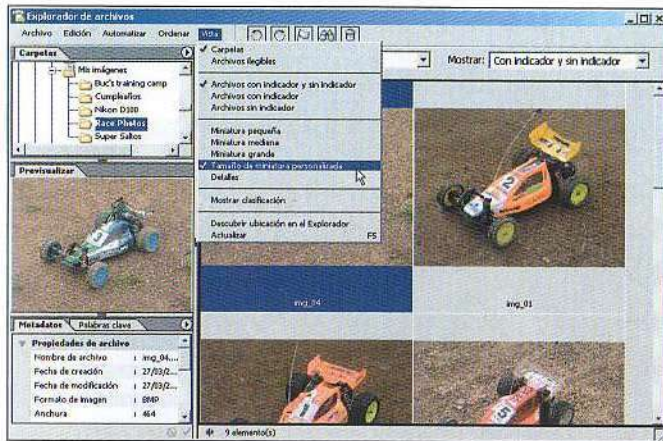 Explorador de archivos
Archivo Edición Automatizar Ordenar Vista
Carpetas
Mis imágenes
Buc's training camp
Cumpleaños
Nikon D100
Race Photos
Super Saltos
Previsualizar
Metadatos Palabras clave
Propiedades de archivo
Nombre de archivo : img_04....
Fecha de creación : 27/03/2...
Fecha de modificación : 27/03/2...
Formato de imagen : BMP
Anchura : 464
Carpetas
Archivos ilegibles
Archivos con indicador y sin indicador
Archivos con indicador
Archivos sin indicador
Miniatura pequeña
Miniatura mediana
Miniatura grande
Tamaño de miniatura personalizada
Detalles
Mostrar clasificación
Descubrir ubicación en el Explorador
Actualizar F5
Mostrar: Con indicador y sin indicador
2
3
img_04
img_01
5
9 elemento(s)